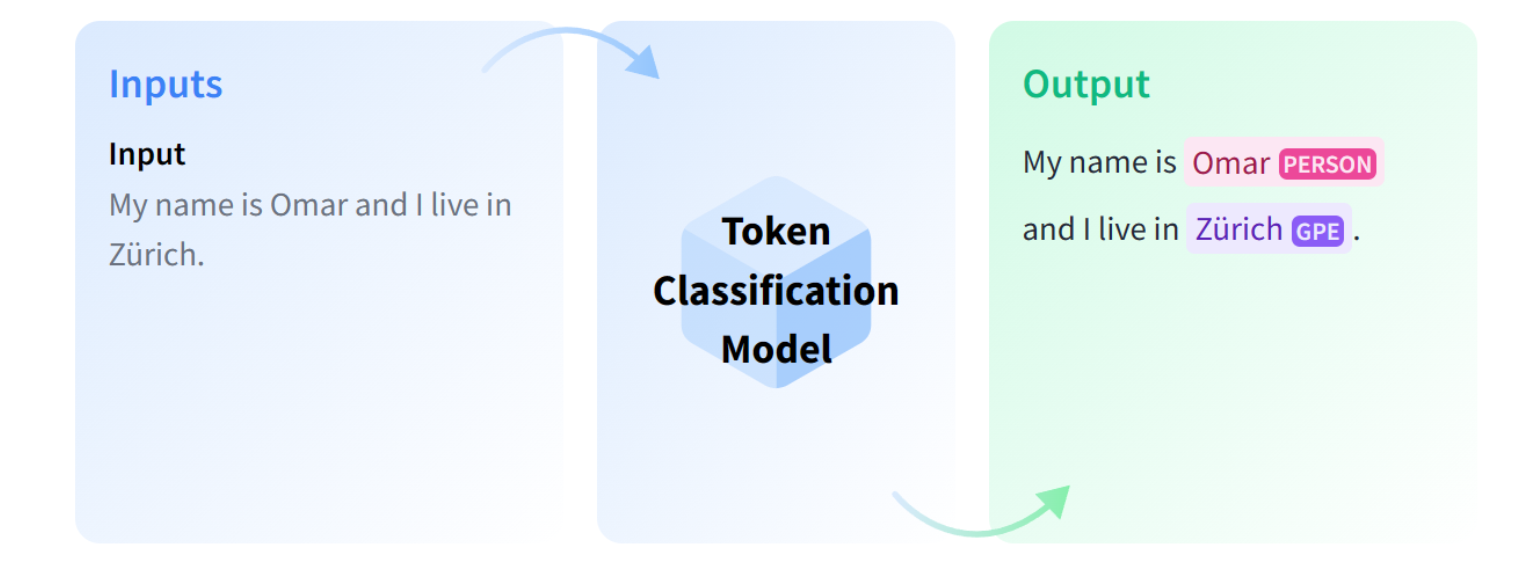 Inputs
Input
My name is Omar and I live in
Zürich.
Token
Classification
Model
Output
My name is Omar PERSON
and I live in Zürich GPE .